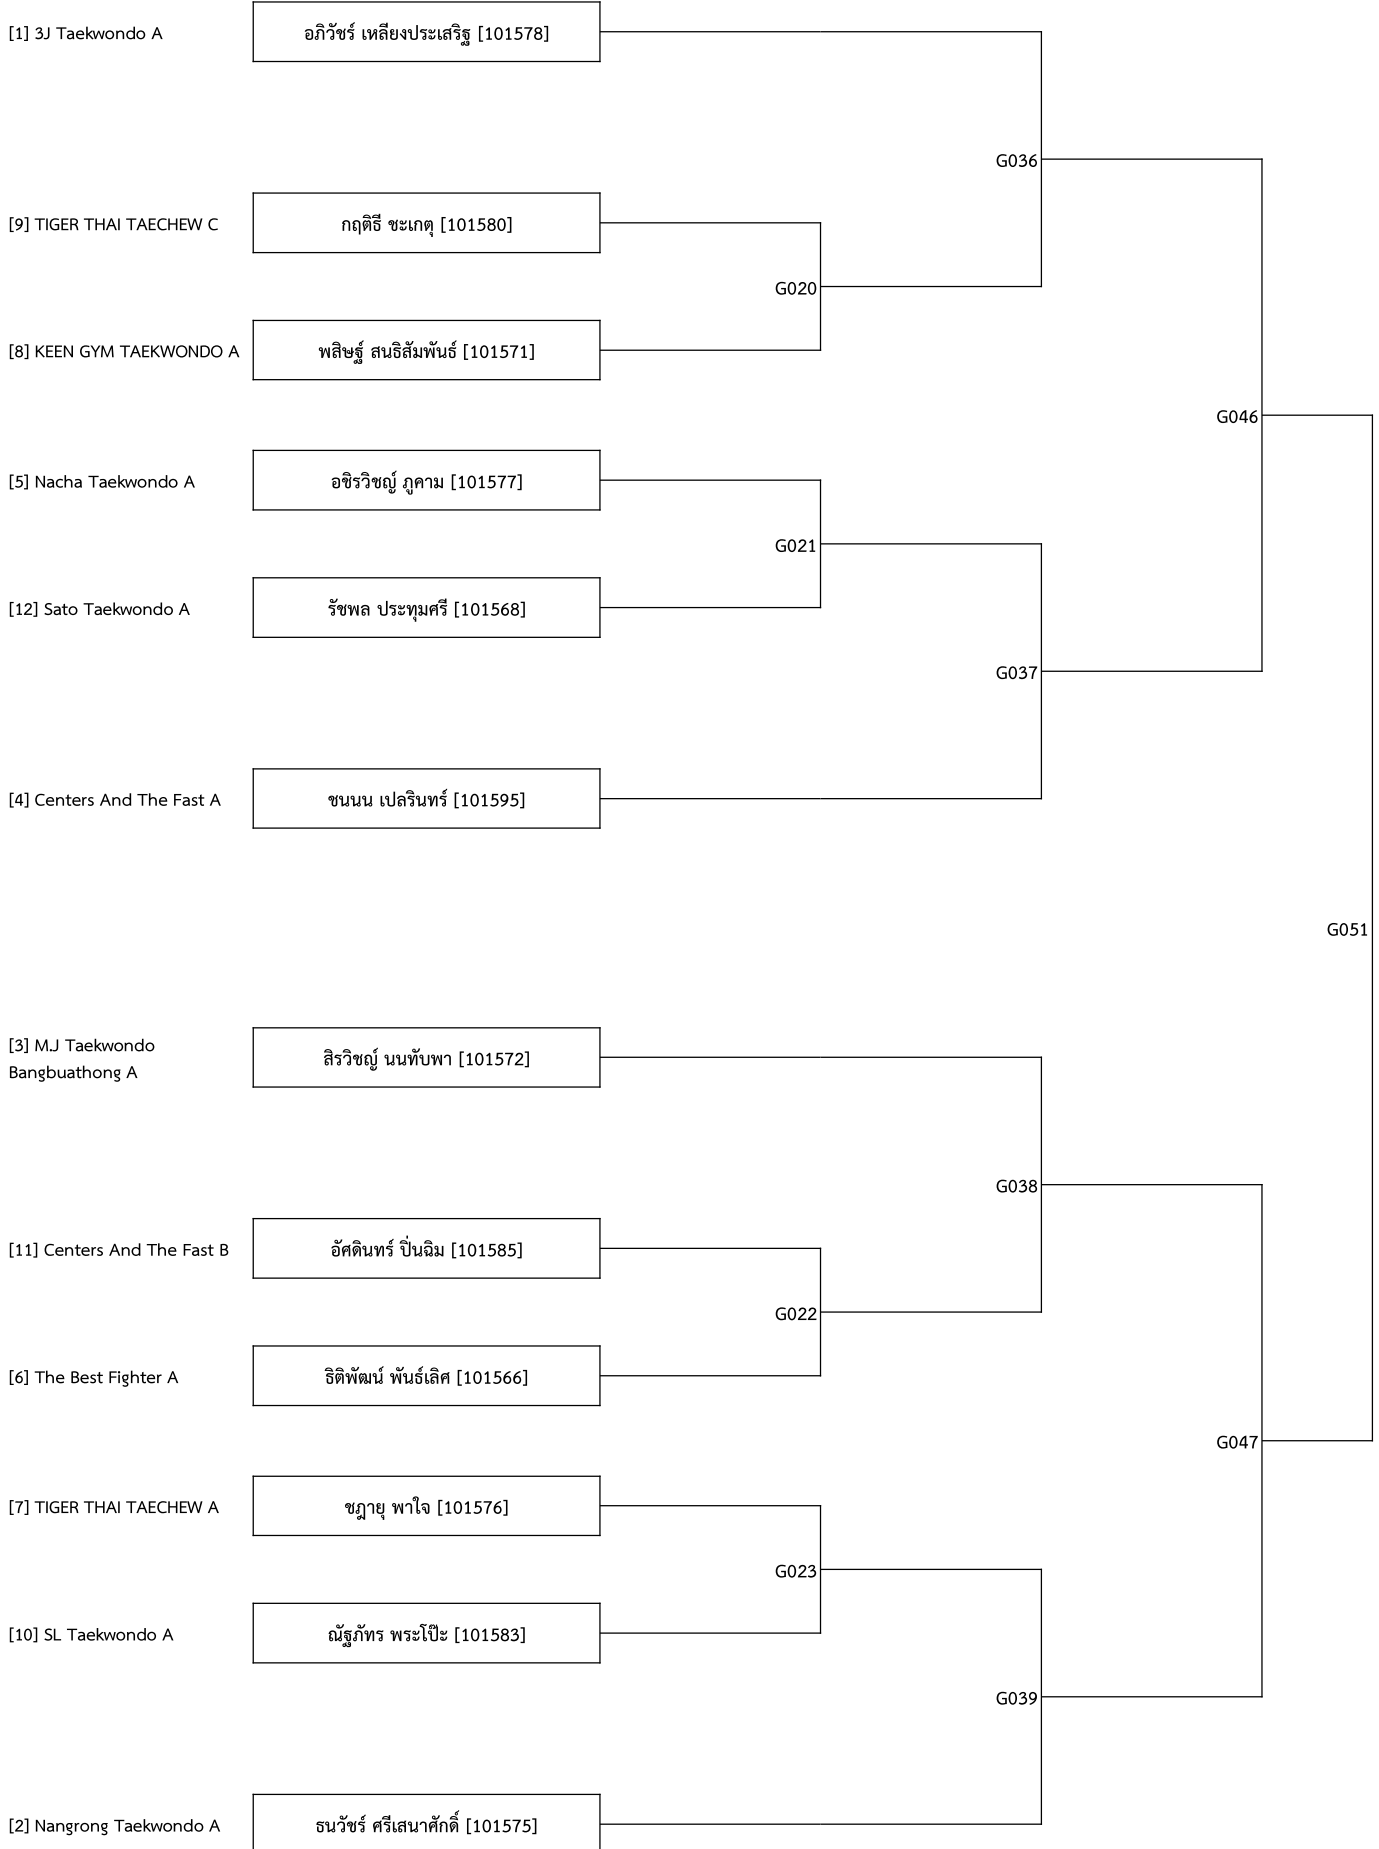 [1] 3J Taekwondo A
อภิวัชร์ เหลียงประเสริฐ [101578]
G036
[9] TIGER THAI TAECHEW C
กฤติธี ชะเกตุ [101580]
G020
[8] KEEN GYM TAEKWONDO A
พสิษฐ์ สนธิสัมพันธ์ [101571]
G046
[5] Nacha Taekwondo A
อชิรวิชญ์ ภูคาม [101577]
G021
[12] Sato Taekwondo A
รัชพล ประทุมศรี [101568]
G037
[4] Centers And The Fast A
ชนนน เปลรินทร์ [101595]
G051
[3] M.J Taekwondo
Bangbuathong A
สิรวิชญ์ นนทับพา [101572]
G038
[11] Centers And The Fast B
อัศดินทร์ ปิ่นฉิม [101585]
G022
[6] The Best Fighter A
ธิติพัฒน์ พันธ์เลิศ [101566]
G047
[7] TIGER THAI TAECHEW A
ชฎายุ พาใจ [101576]
G023
[10] SL Taekwondo A
ณัฐภัทร พระโป๊ะ [101583]
G039
[2] Nangrong Taekwondo A
ธนวัชร์ ศรีเสนาศักดิ์ [101575]